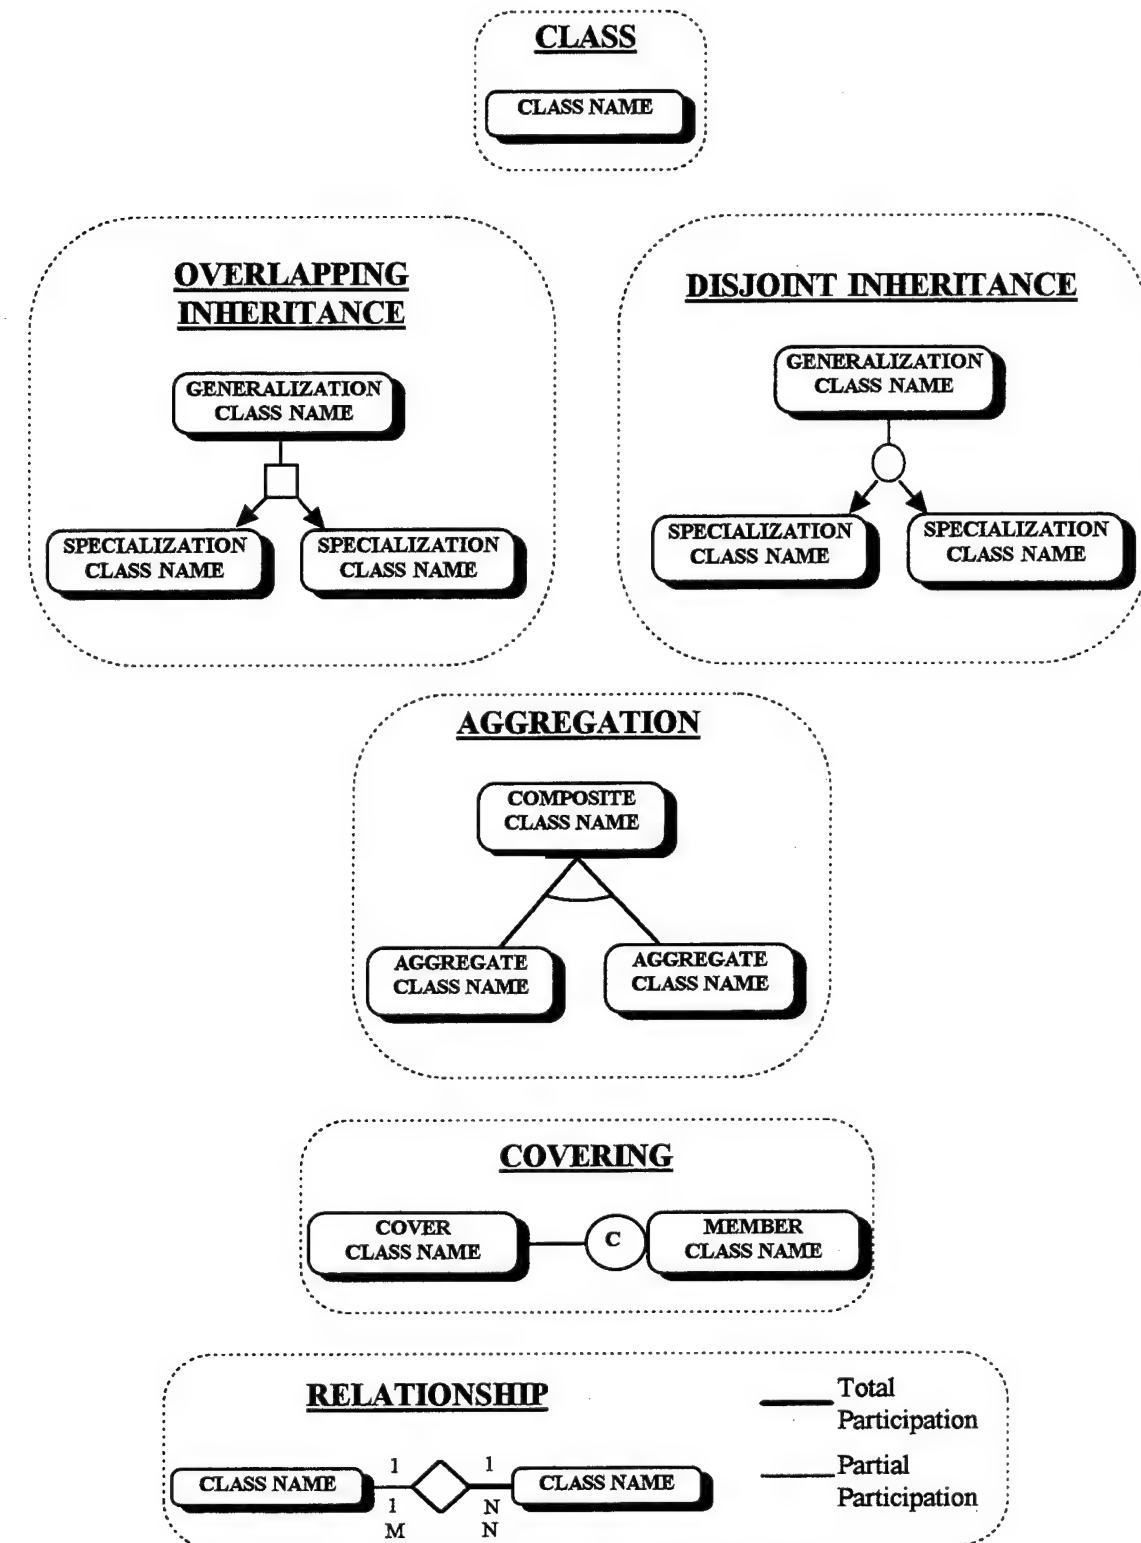 CLASS
CLASS NAME
OVERLAPPING
INHERITANCE
GENERALIZATION
CLASS NAME
SPECIALIZATION
CLASS NAME
SPECIALIZATION
CLASS NAME
DISJOINT INHERITANCE
GENERALIZATION
CLASS NAME
SPECIALIZATION
CLASS NAME
SPECIALIZATION
CLASS NAME
AGGREGATION
COMPOSITE
CLASS NAME
AGGREGATE
CLASS NAME
AGGREGATE
CLASS NAME
COVERING
COVER
CLASS NAME
C
MEMBER
CLASS NAME
RELATIONSHIP
CLASS NAME
1
1
M
1
N
N
CLASS NAME
Total
Participation
Partial
Participation